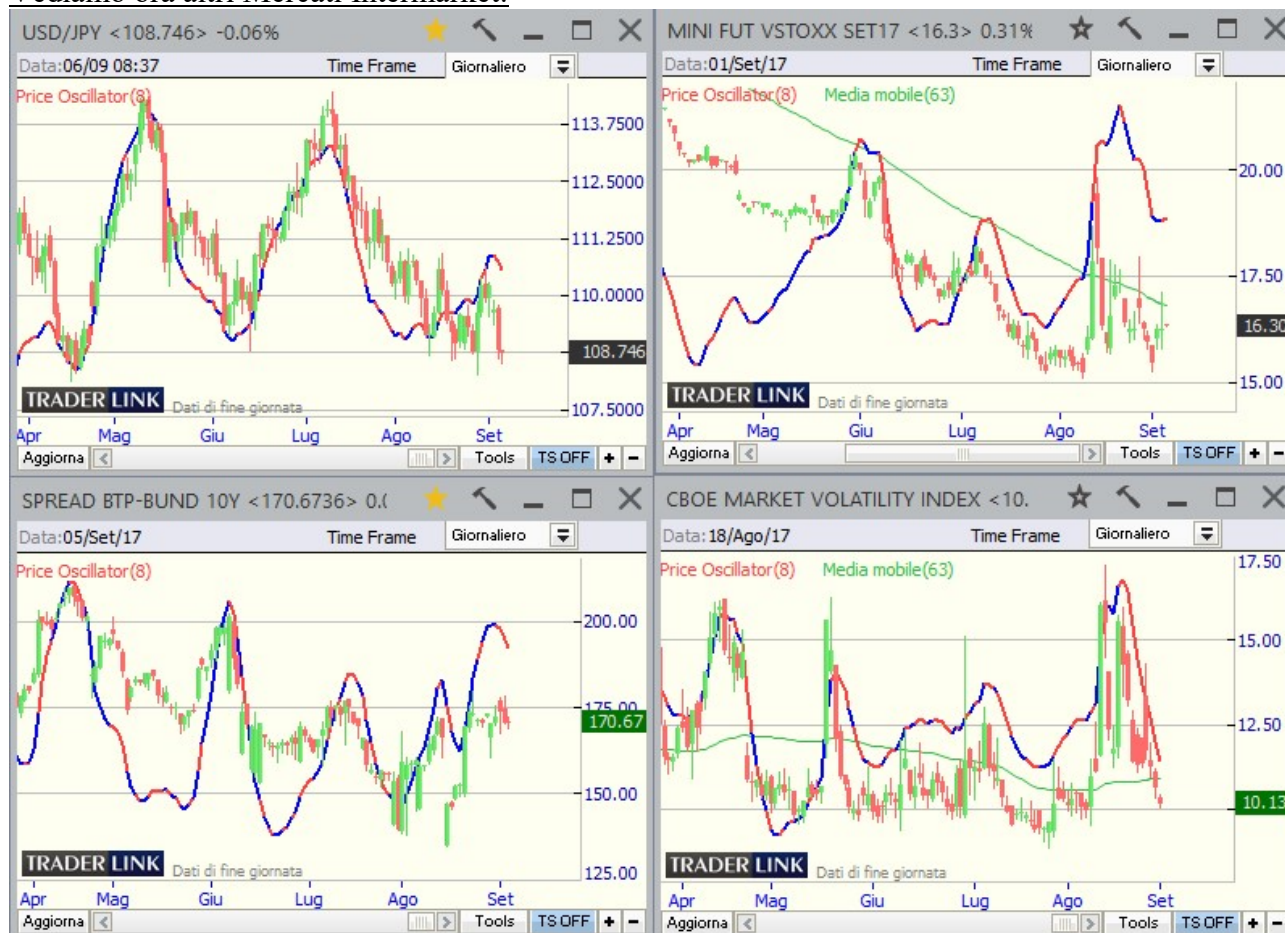 Vediamo ora altri Mercati Intermarket:
USD/JPY <108.746> -0.06%
Data:06/09 08:37 Time Frame Giornaliero
Price Oscillator(8)
113.7500
112.5000
111.2500
110.0000
108.746
107.5000
TRADER LINK Dati di fine giornata
Apr Mag Giu Lug Ago Set
Aggiorna Tools TS OFF + -
MINI FUT VSTOXX SET17 <16.3> 0.31%
Data:01/Set/17 Time Frame Giornaliero
Price Oscillator(8) Media mobile(63)
20.00
17.50
16.30
15.00
TRADER LINK Dati di fine giornata
Apr Mag Giu Lug Ago Set
Aggiorna Tools TS OFF + -
SPREAD BTP-BUND 10Y <170.6736> 0.(
Data:05/Set/17 Time Frame Giornaliero
Price Oscillator(8)
200.00
175.00
170.67
150.00
125.00
TRADER LINK Dati di fine giornata
Apr Mag Giu Lug Ago Set
Aggiorna Tools TS OFF + -
CBOE MARKET VOLATILITY INDEX <10.
Data:18/Ago/17 Time Frame Giornaliero
Price Oscillator(8) Media mobile(63)
17.50
15.00
12.50
10.13
TRADER LINK Dati di fine giornata
Apr Mag Giu Lug Ago Set
Aggiorna Tools TS OFF + -